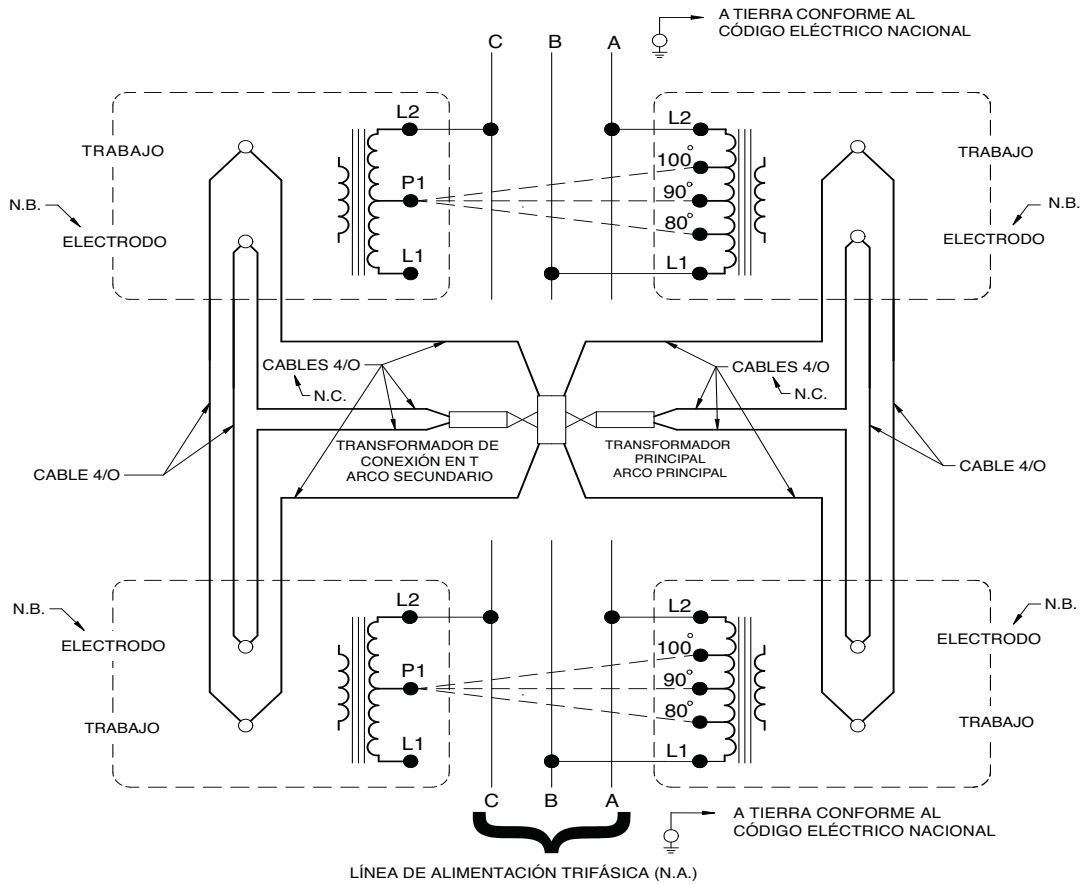 A TIERRA CONFORME AL
CÓDIGO ELÉCTRICO NACIONAL
C B A
L2
L2
TRABAJO
100°
TRABAJO
P1
90°
N.B.
N.B.
80°
ELECTRODO
ELECTRODO
L1
L1
CABLES 4/O
CABLES 4/O
N.C.
N.C.
TRANSFORMADOR DE
CONEXIÓN EN T
ARCO SECUNDARIO
TRANSFORMADOR
PRINCIPAL
ARCO PRINCIPAL
CABLE 4/O
CABLE 4/O
N.B.
L2
L2
N.B.
ELECTRODO
100°
ELECTRODO
P1
90°
80°
TRABAJO
TRABAJO
L1
L1
C B A
A TIERRA CONFORME AL
CÓDIGO ELÉCTRICO NACIONAL
LÍNEA DE ALIMENTACIÓN TRIFÁSICA (N.A.)